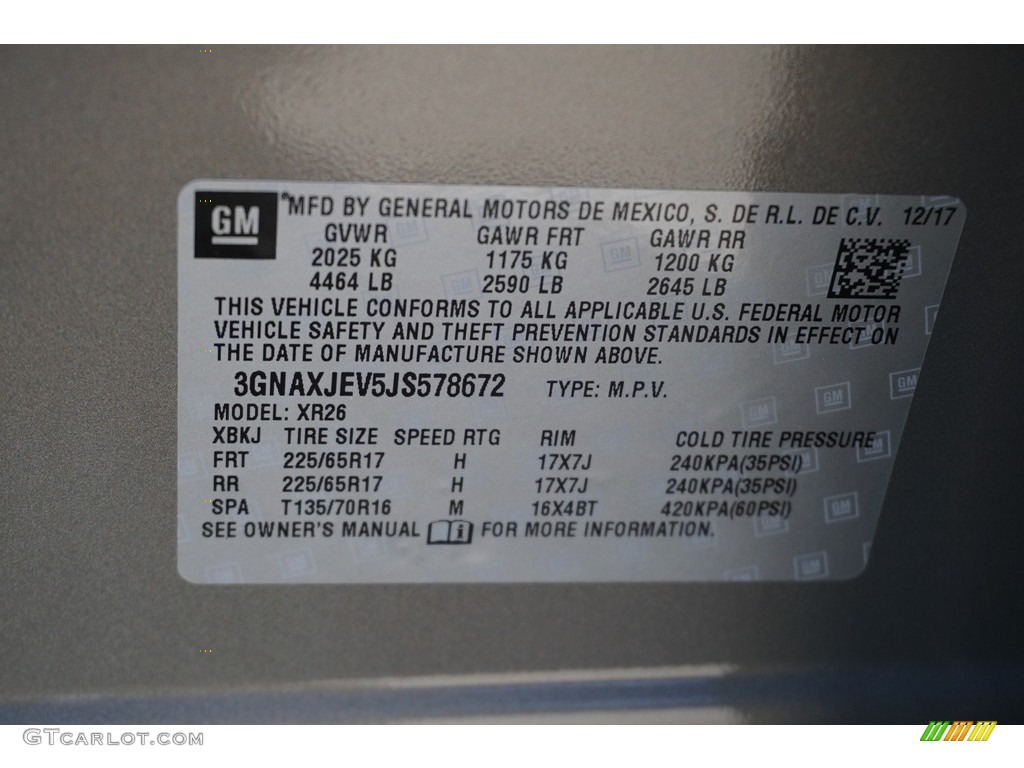 GM
MFD BY GENERAL MOTORS DE MEXICO, S. DE R.L. DE C.V. 12/17
GVWR GAWR FRT GAWR RR
2025 KG 1175 KG 1200 KG
4464 LB 2590 LB 2645 LB
THIS VEHICLE CONFORMS TO ALL APPLICABLE U.S. FEDERAL MOTOR
VEHICLE SAFETY AND THEFT PREVENTION STANDARDS IN EFFECT ON
THE DATE OF MANUFACTURE SHOWN ABOVE.
3GNAXJEV5JS578672 TYPE: M.P.V.
MODEL: XR26
XBKJ TIRE SIZE SPEED RTG RIM COLD TIRE PRESSURE
FRT 225/65R17 H 17X7J 240KPA(35PSI)
RR 225/65R17 H 17X7J 240KPA(35PSI)
SPA T135/70R16 M 16X4BT 420KPA(60PSI)
SEE OWNER'S MANUAL i FOR MORE INFORMATION.
GTcarlot.com